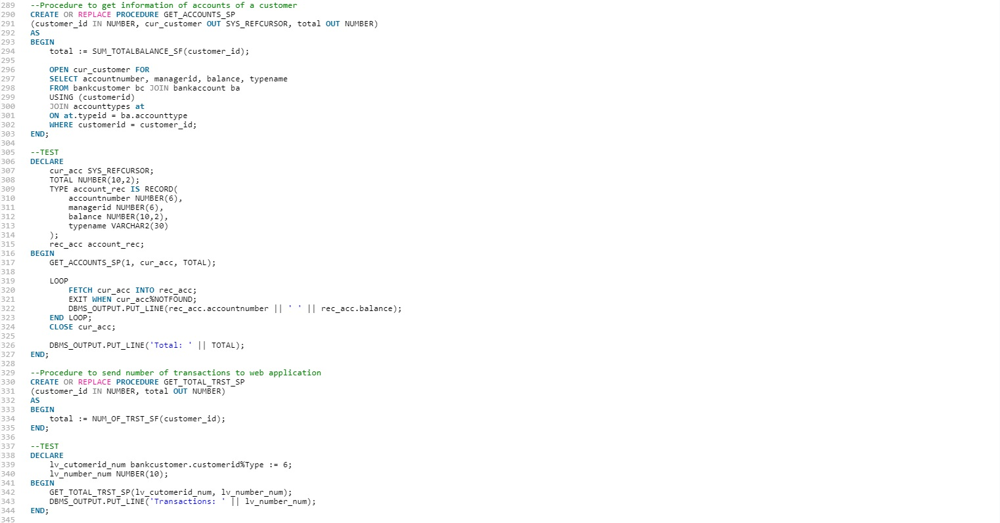 289 --Procedure to get information of accounts of a customer
290 CREATE OR REPLACE PROCEDURE GET_ACCOUNTS_SP
291 (customer_id IN NUMBER, cur_customer OUT SYS_REFCURSOR, total OUT NUMBER)
292 AS
293 BEGIN
294     total := SUM_TOTALBALANCE_SF(customer_id);
295
296     OPEN cur_customer FOR
297     SELECT accountnumber, managerid, balance, typename
298     FROM bankcustomer bc JOIN bankaccount ba
299     USING (customerid)
300     JOIN accounttypes at
301     ON at.typeid = ba.accounttype
302     WHERE customerid = customer_id;
303 END;
304
305 --TEST
306 DECLARE
307     cur_acc SYS_REFCURSOR;
308     TOTAL NUMBER(10,2);
309     TYPE account_rec IS RECORD(
310         accountnumber NUMBER(6),
311         managerid NUMBER(6),
312         balance NUMBER(10,2),
313         typename VARCHAR2(30)
314     );
315     rec_acc account_rec;
316 BEGIN
317     GET_ACCOUNTS_SP(1, cur_acc, TOTAL);
318
319     LOOP
320         FETCH cur_acc INTO rec_acc;
321         EXIT WHEN cur_acc%NOTFOUND;
322         DBMS_OUTPUT.PUT_LINE(rec_acc.accountnumber || ' ' || rec_acc.balance);
323     END LOOP;
324     CLOSE cur_acc;
325
326     DBMS_OUTPUT.PUT_LINE('Total: ' || TOTAL);
327 END;
328
329 --Procedure to send number of transactions to web application
330 CREATE OR REPLACE PROCEDURE GET_TOTAL_TRST_SP
331 (customer_id IN NUMBER, total OUT NUMBER)
332 AS
333 BEGIN
334     total := NUM_OF_TRST_SF(customer_id);
335 END;
336
337 --TEST
338 DECLARE
339     lv_cutomerid_num bankcustomer.customerid%Type := 6;
340     lv_number_num NUMBER(10);
341 BEGIN
342     GET_TOTAL_TRST_SP(lv_cutomerid_num, lv_number_num);
343     DBMS_OUTPUT.PUT_LINE('Transactions: ' || lv_number_num);
344 END;
345